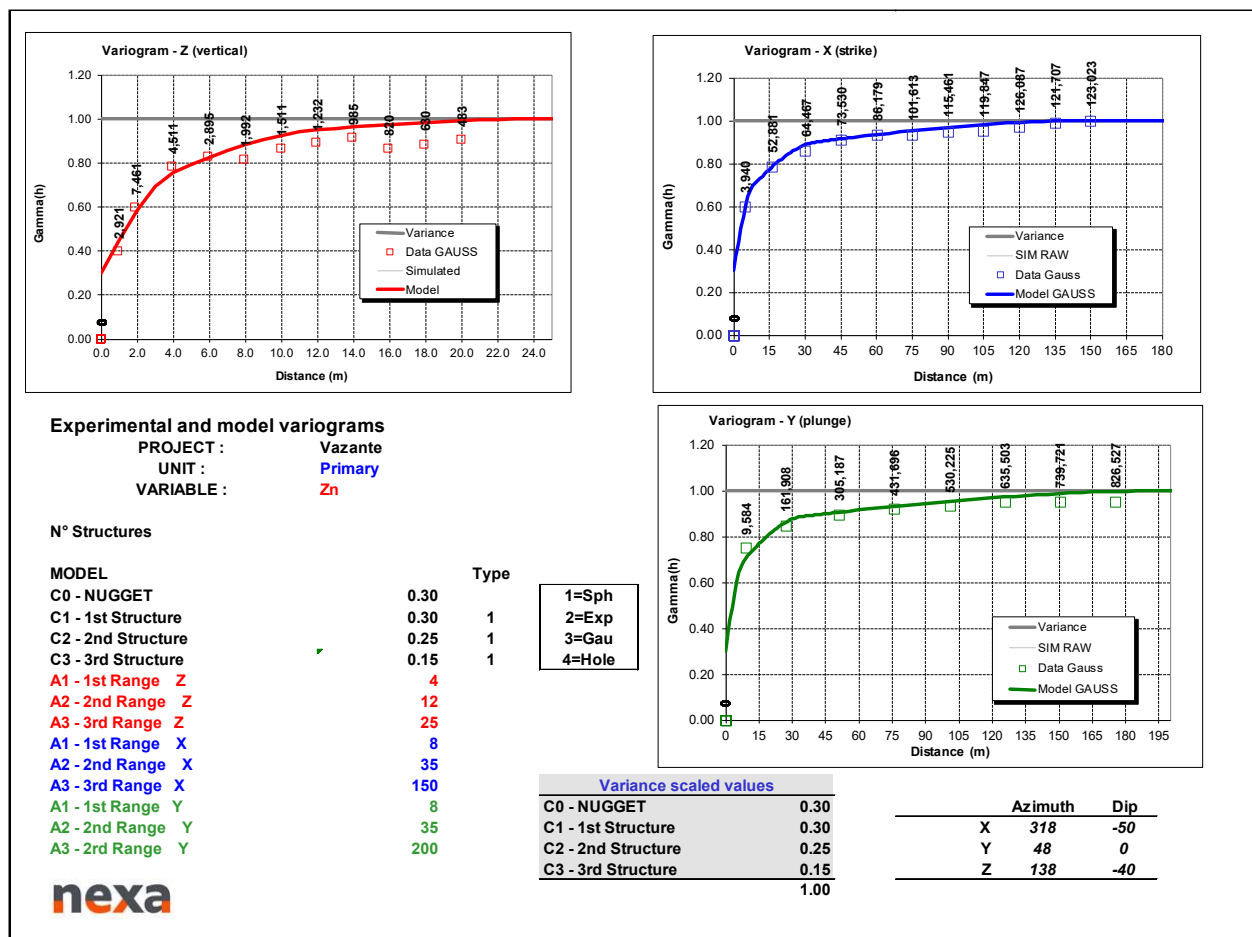 Variogram - Z (vertical)
1.20
1.00
0.80
0.60
0.40
0.20
0.00
Gamma(h)
2,921
7,461
4,511
2,895
1,992
1,511
1,232
985
820
630
483
Variance
Data GAUSS
Simulated
Model
0.0 2.0 4.0 6.0 8.0 10.0 12.0 14.0 16.0 18.0 20.0 22.0 24.0
Distance (m)
Variogram - X (strike)
1.20
1.00
0.80
0.60
0.40
0.20
0.00
Gamma(h)
3,940
52,881
64,467
73,530
86,179
101,613
115,461
119,847
126,087
121,707
123,023
Variance
SIM RAW
Data Gauss
Model GAUSS
0 15 30 45 60 75 90 105 120 135 150 165 180
Distance (m)
Variogram - Y (plunge)
1.20
1.00
0.80
0.60
0.40
0.20
0.00
Gamma(h)
9,584
161,908
305,187
431,696
530,225
635,503
739,721
826,527
Variance
SIM RAW
Data Gauss
Model GAUSS
0 15 30 45 60 75 90 105 120 135 150 165 180 195
Distance (m)
Experimental and model variograms
PROJECT : Vazante
UNIT : Primary
VARIABLE : Zn
N° Structures
MODEL Type
C0 - NUGGET 0.30
C1 - 1st Structure 0.30 1
C2 - 2nd Structure 0.25 1
C3 - 3rd Structure 0.15 1
1=Sph
2=Exp
3=Gau
4=Hole
A1 - 1st Range Z 4
A2 - 2nd Range Z 12
A3 - 2rd Range Z 25
A1 - 1st Range X 8
A2 - 2nd Range X 35
A3 - 3rd Range X 150
A1 - 1st Range Y 8
A2 - 2nd Range Y 35
A3 - 2rd Range Y 200
Variance scaled values
C0 - NUGGET 0.30
C1 - 1st Structure 0.30
C2 - 2nd Structure 0.25
C3 - 3rd Structure 0.15
1.00
Azimuth Dip
X 318 -50
Y 48 0
Z 138 -40
nexa